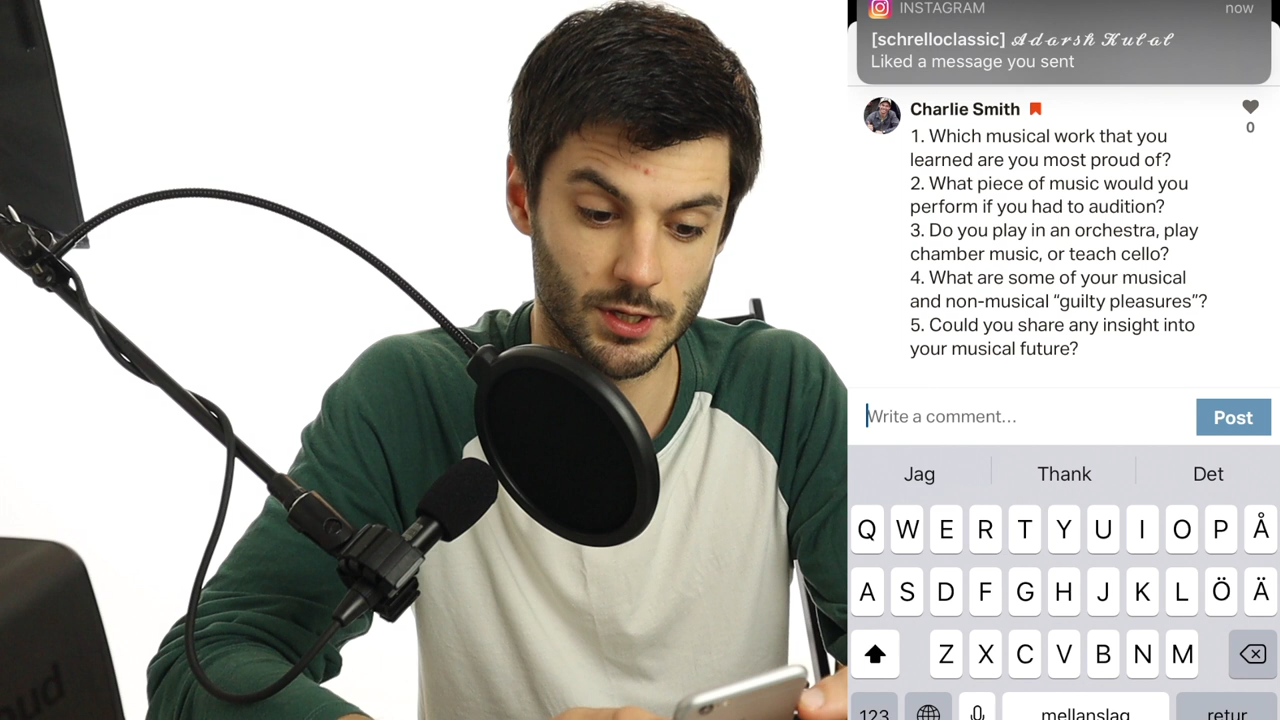 INSTAGRAM now
[schrelloclassic] 𝓐𝓭𝓪𝓻𝓼𝓱 𝓚𝓾𝓵𝓪𝓵
Liked a message you sent
Charlie Smith
0
1. Which musical work that you
learned are you most proud of?
2. What piece of music would you
perform if you had to audition?
3. Do you play in an orchestra, play
chamber music, or teach cello?
4. What are some of your musical
and non-musical “guilty pleasures”?
5. Could you share any insight into
your musical future?
Write a comment... Post
Jag Thank Det
Q W E R T Y U I O P Å
A S D F G H J K L Ö Ä
Z X C V B N M
123 mellanslag retur
oud